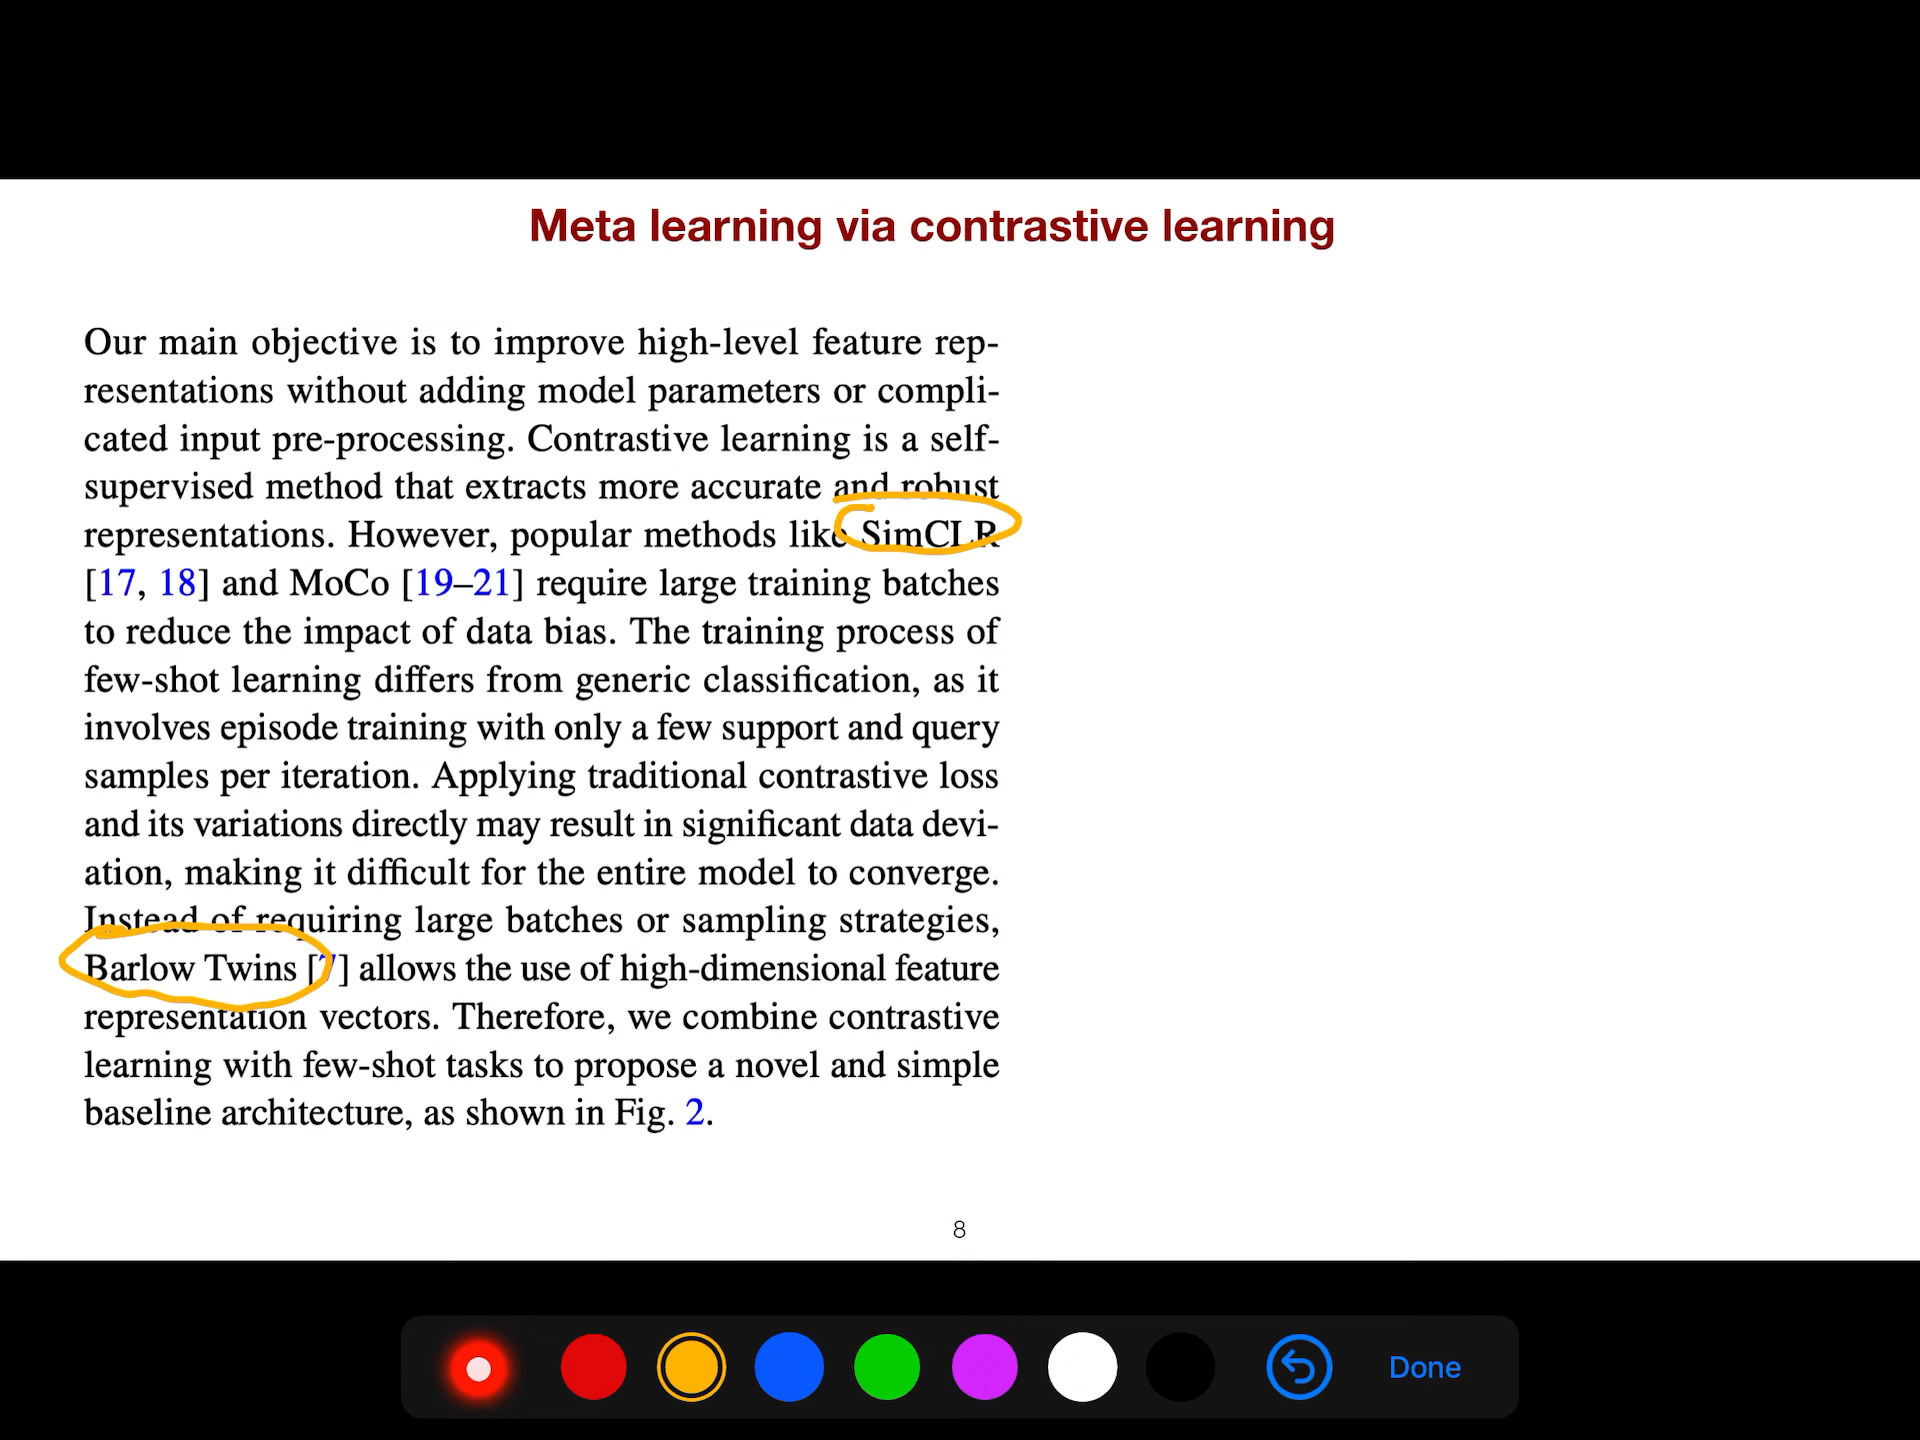 Meta learning via contrastive learning
Our main objective is to improve high-level feature rep-
resentations without adding model parameters or compli-
cated input pre-processing. Contrastive learning is a self-
supervised method that extracts more accurate and robust
representations. However, popular methods like SimCLR
[17, 18] and MoCo [19–21] require large training batches
to reduce the impact of data bias. The training process of
few-shot learning differs from generic classification, as it
involves episode training with only a few support and query
samples per iteration. Applying traditional contrastive loss
and its variations directly may result in significant data devi-
ation, making it difficult for the entire model to converge.
Instead of requiring large batches or sampling strategies,
Barlow Twins [7] allows the use of high-dimensional feature
representation vectors. Therefore, we combine contrastive
learning with few-shot tasks to propose a novel and simple
baseline architecture, as shown in Fig. 2.
8
Done